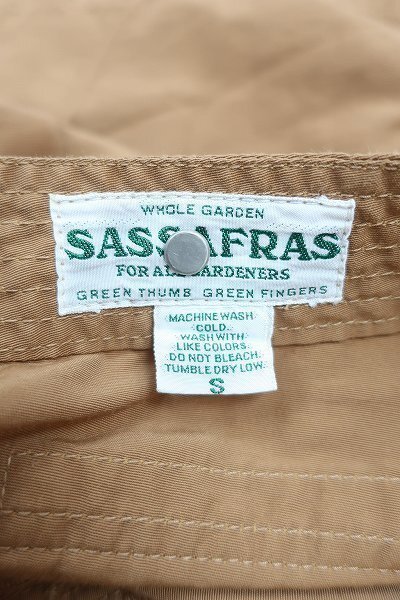 WHOLE GARDEN
SASSAFRAS
FOR ALL GARDENERS
GREEN THUMB GREEN FINGERS
MACHINE WASH
COLD.
WASH WITH
LIKE COLORS.
DO NOT BLEACH.
TUMBLE DRY LOW.
S